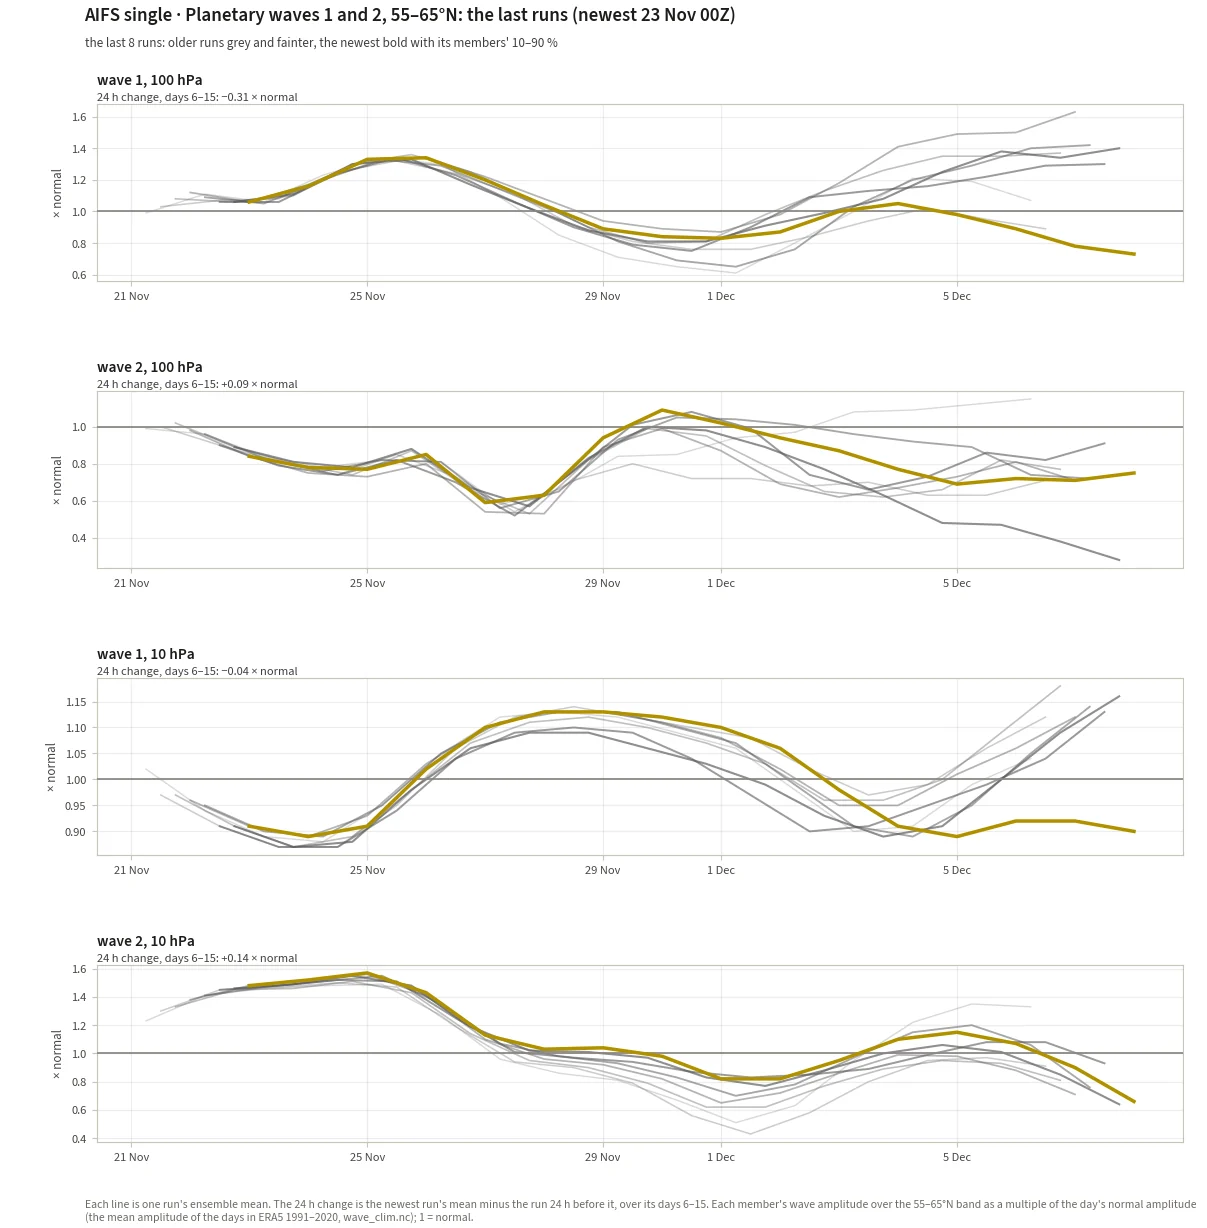 AIFS single · Planetary waves 1 and 2, 55–65°N: the last runs (newest 23 Nov 00Z)
the last 8 runs: older runs grey and fainter, the newest bold with its members' 10–90 %
wave 1, 100 hPa
24 h change, days 6–15: −0.31 × normal
1.6
1.4
1.2
1.0
0.8
0.6
× normal
21 Nov 25 Nov 29 Nov 1 Dec 5 Dec
wave 2, 100 hPa
24 h change, days 6–15: +0.09 × normal
1.0
0.8
0.6
0.4
× normal
21 Nov 25 Nov 29 Nov 1 Dec 5 Dec
wave 1, 10 hPa
24 h change, days 6–15: −0.04 × normal
1.15
1.10
1.05
1.00
0.95
0.90
× normal
21 Nov 25 Nov 29 Nov 1 Dec 5 Dec
wave 2, 10 hPa
24 h change, days 6–15: +0.14 × normal
1.6
1.4
1.2
1.0
0.8
0.6
0.4
× normal
21 Nov 25 Nov 29 Nov 1 Dec 5 Dec
Each line is one run's ensemble mean. The 24 h change is the newest run's mean minus the run 24 h before it, over its days 6–15. Each member's wave amplitude over the 55–65°N band as a multiple of the day's normal amplitude
(the mean amplitude of the days in ERA5 1991–2020, wave_clim.nc); 1 = normal.